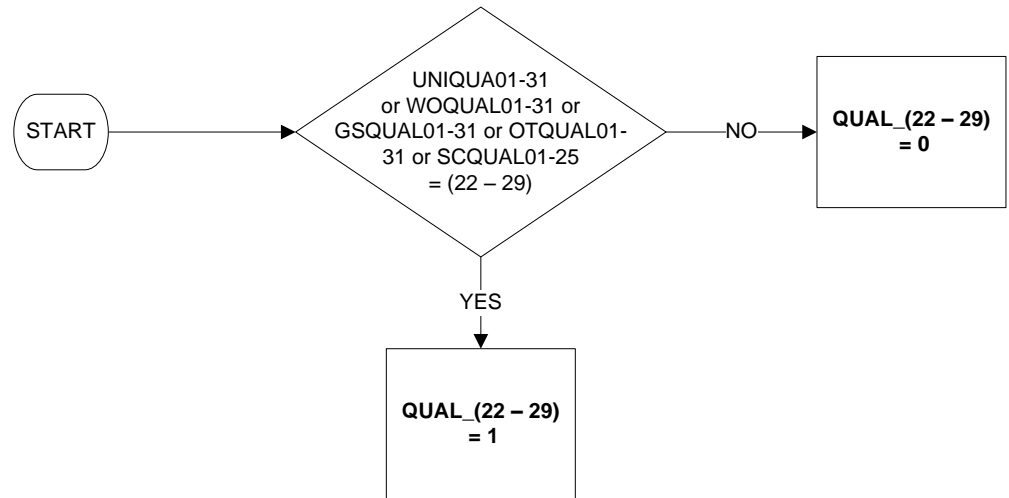 START
UNIQUA01-31
or WOQUAL01-31 or
GSQUAL01-31 or OTQUAL01-
31 or SCQUAL01-25
= (22 – 29)
NO
QUAL_(22 – 29)
= 0
YES
QUAL_(22 – 29)
= 1